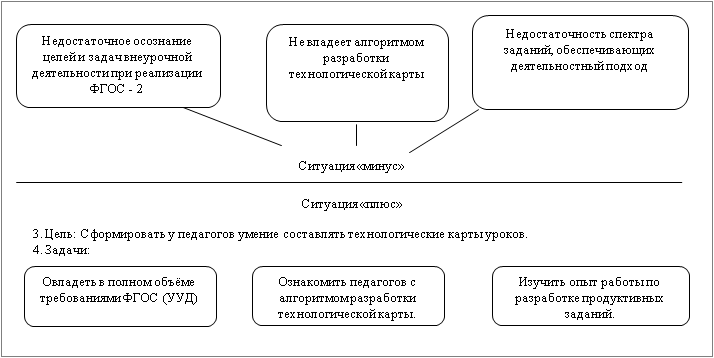 Недостаточное осознание
целей и задач внеурочной
деятельности при реализации
ФГОС - 2
Не владеет алгоритмом
разработки
технологической карты
Недостаточность спектра
заданий, обеспечивающих
деятельностный подход
Ситуация «минус»
Ситуация «плюс»
3. Цель: Сформировать у педагогов умение составлять технологические карты уроков.
4. Задачи:
Овладеть в полном объёме
требованиями ФГОС (УУД)
Ознакомить педагогов с
алгоритмом разработки
технологической карты.
Изучить опыт работы по
разработке продуктивных
заданий.